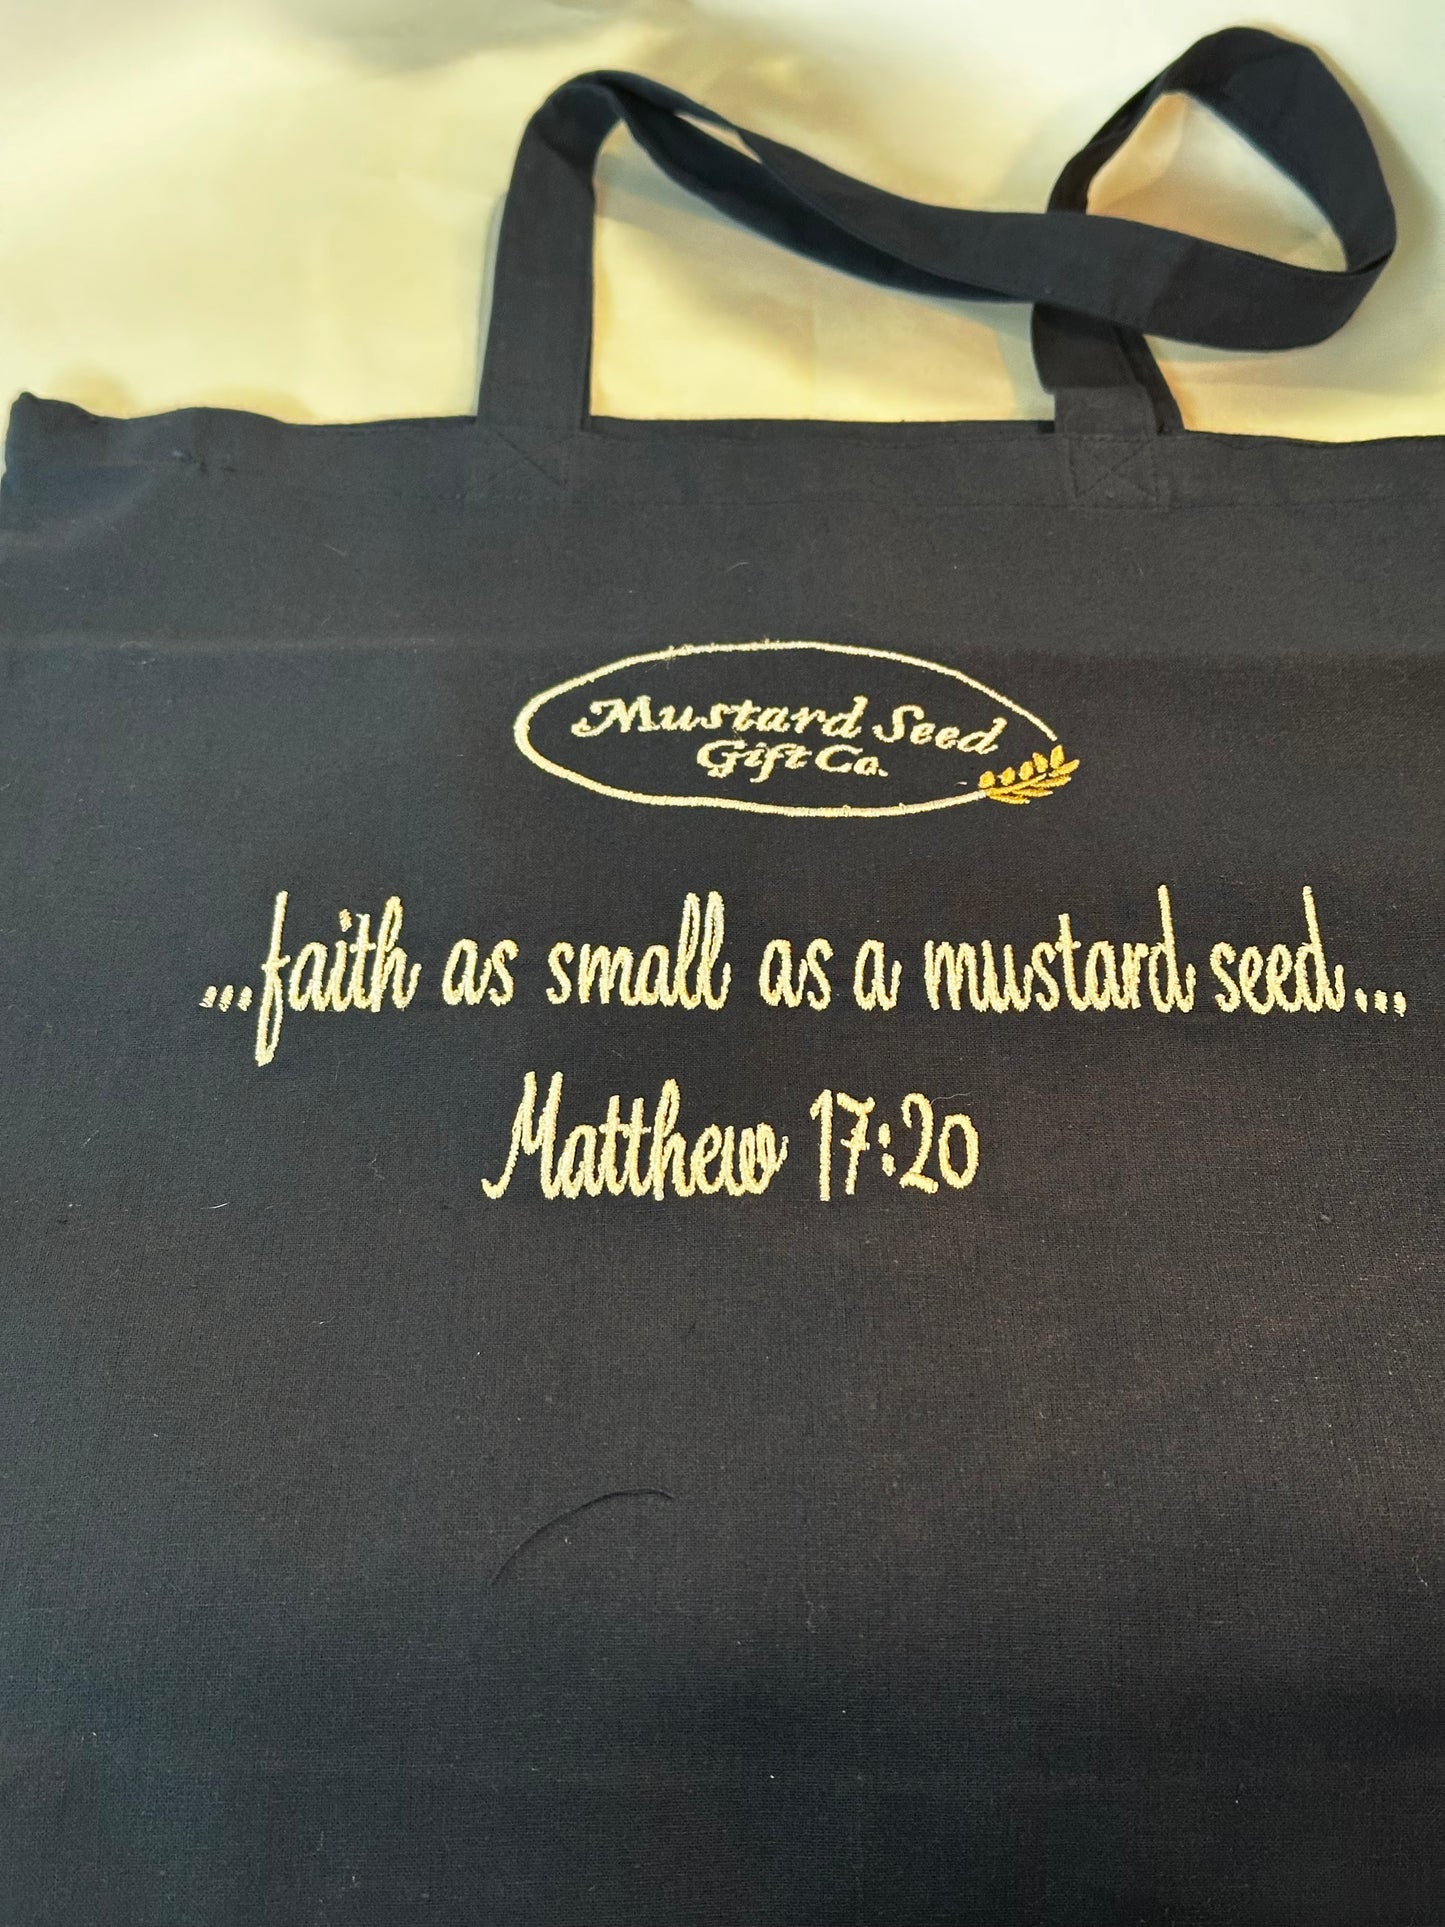 Mustard Seed
Gift Co.
...faith as small as a mustard seed...
Matthew 17:20